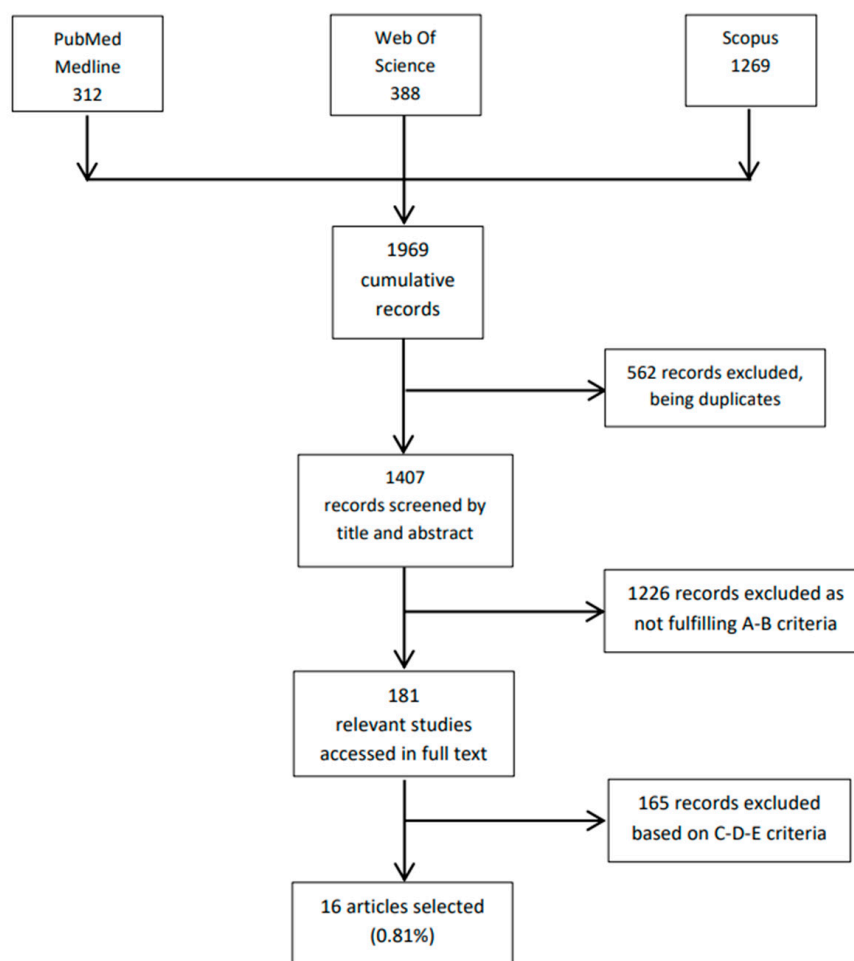 PubMed
Medline
312
Web Of
Science
388
Scopus
1269
1969
cumulative
records
562 records excluded,
being duplicates
1407
records screened by
title and abstract
1226 records excluded as
not fulfilling A-B criteria
181
relevant studies
accessed in full text
165 records excluded
based on C-D-E criteria
16 articles selected
(0.81%)